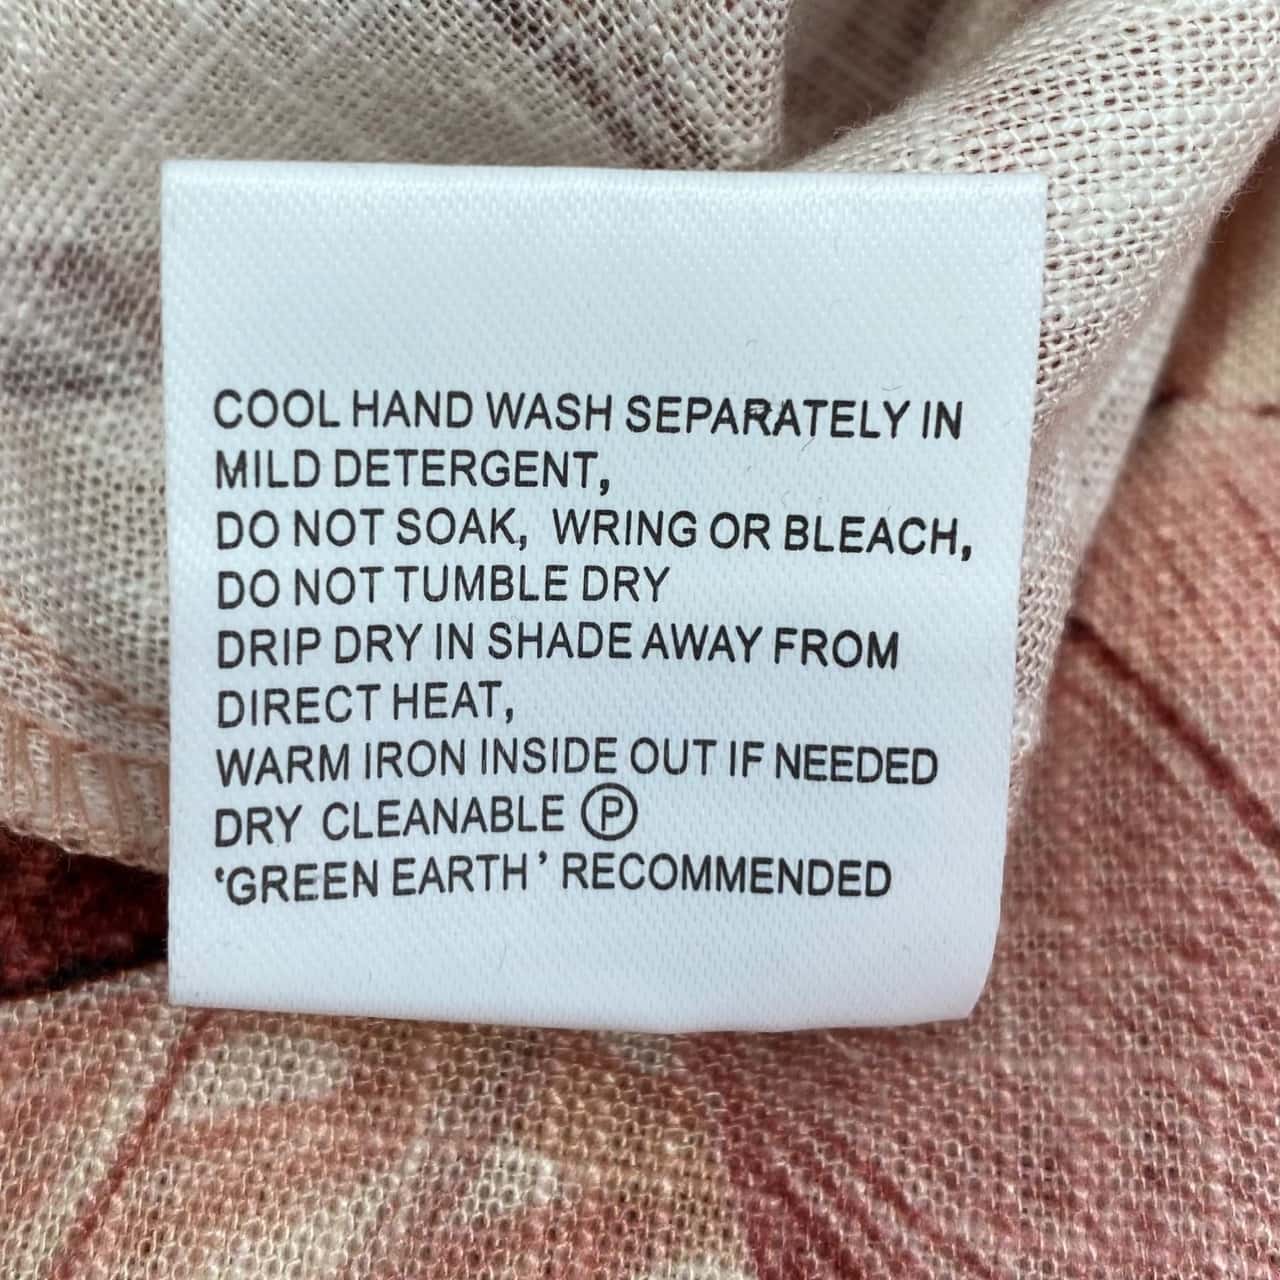 COOL HAND WASH SEPARATELY IN
MILD DETERGENT,
DO NOT SOAK, WRING OR BLEACH,
DO NOT TUMBLE DRY
DRIP DRY IN SHADE AWAY FROM
DIRECT HEAT,
WARM IRON INSIDE OUT IF NEEDED
DRY CLEANABLE Ⓟ
‘GREEN EARTH’ RECOMMENDED